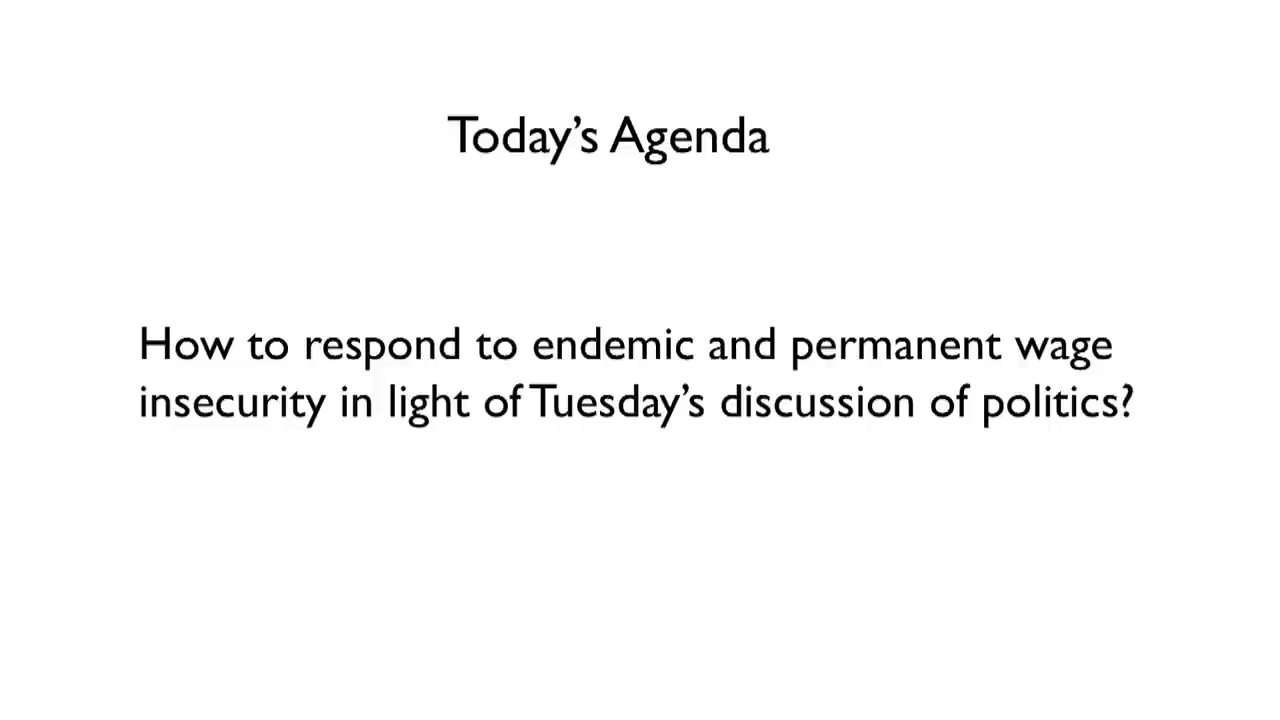 Today’s Agenda
How to respond to endemic and permanent wage
insecurity in light of Tuesday’s discussion of politics?